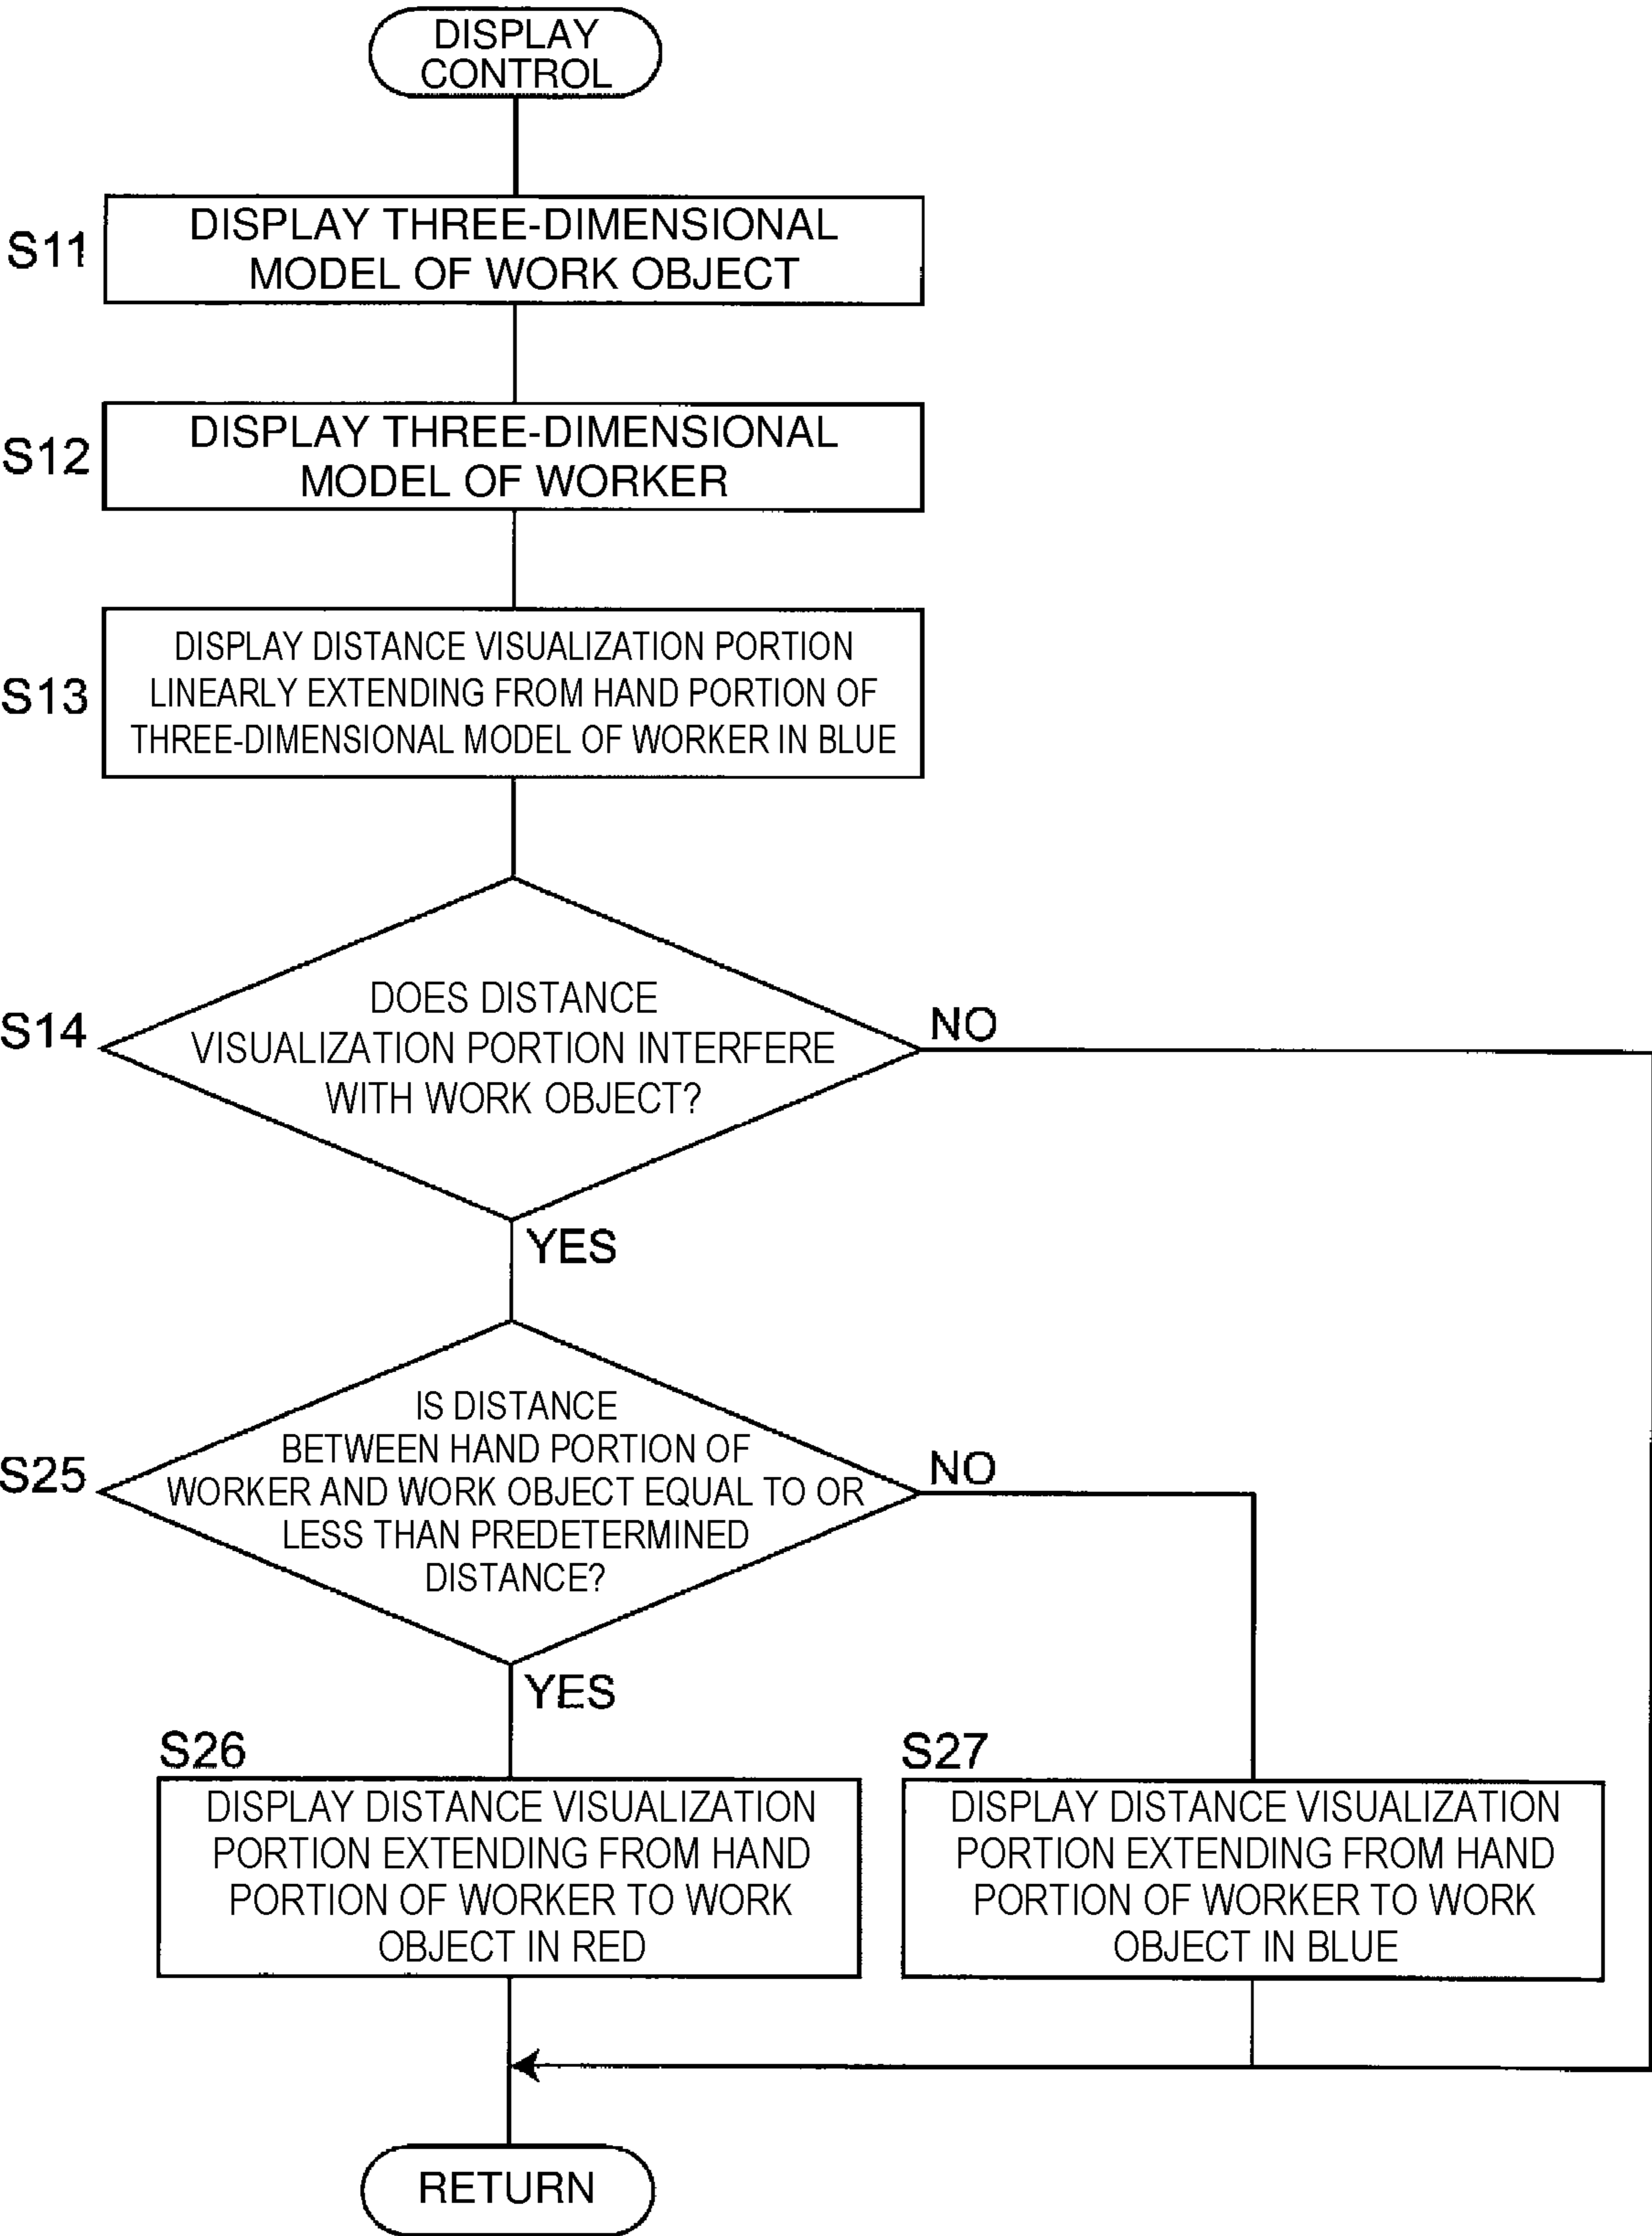 DISPLAY
CONTROL
S11
DISPLAY THREE-DIMENSIONAL
MODEL OF WORK OBJECT
S12
DISPLAY THREE-DIMENSIONAL
MODEL OF WORKER
S13
DISPLAY DISTANCE VISUALIZATION PORTION
LINEARLY EXTENDING FROM HAND PORTION OF
THREE-DIMENSIONAL MODEL OF WORKER IN BLUE
S14
DOES DISTANCE
VISUALIZATION PORTION INTERFERE
WITH WORK OBJECT?
NO
YES
S25
IS DISTANCE
BETWEEN HAND PORTION OF
WORKER AND WORK OBJECT EQUAL TO OR
LESS THAN PREDETERMINED
DISTANCE?
NO
YES
S26
DISPLAY DISTANCE VISUALIZATION
PORTION EXTENDING FROM HAND
PORTION OF WORKER TO WORK
OBJECT IN RED
S27
DISPLAY DISTANCE VISUALIZATION
PORTION EXTENDING FROM HAND
PORTION OF WORKER TO WORK
OBJECT IN BLUE
RETURN